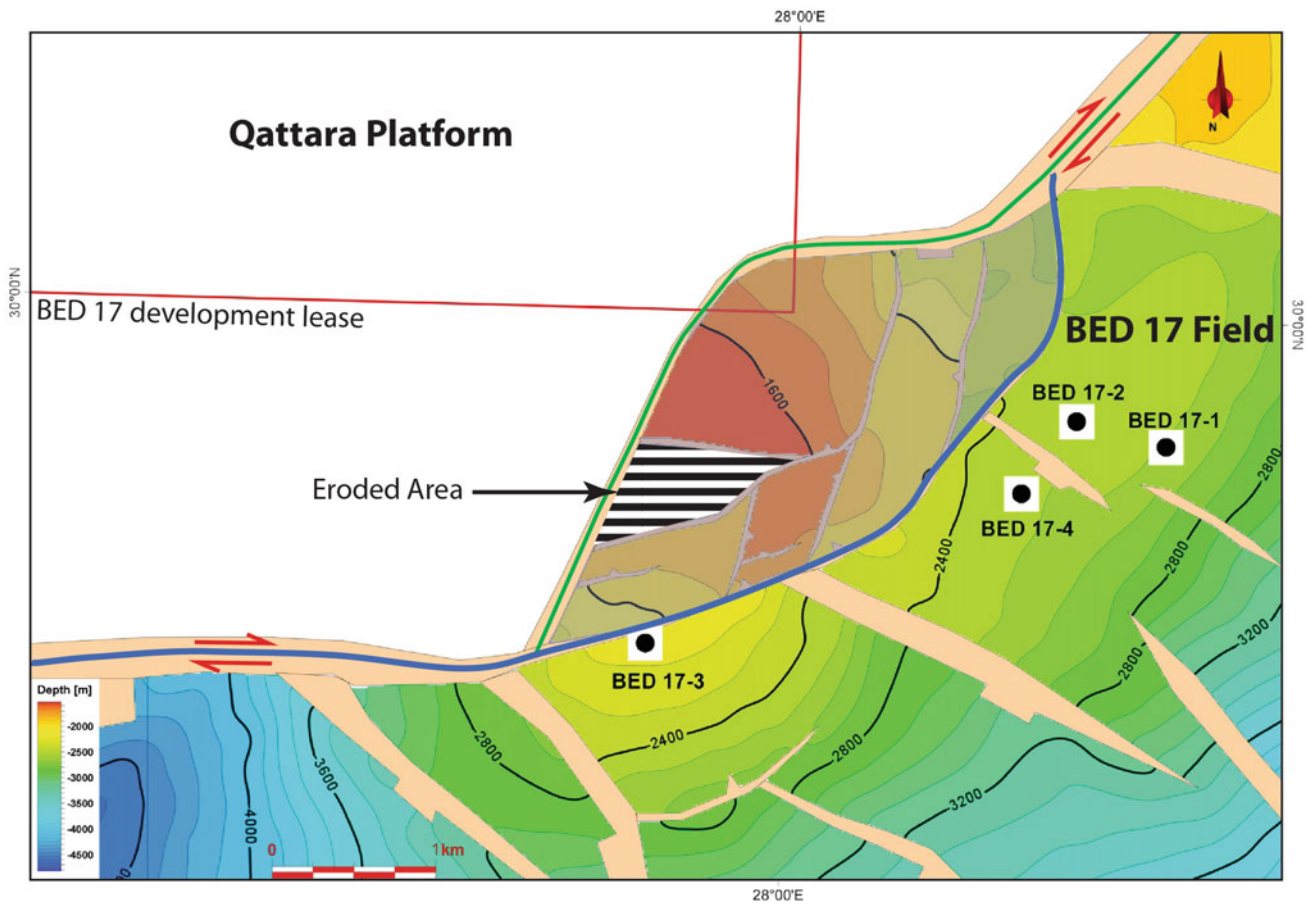 28°00'E
Qattara Platform
N
30°00'N
BED 17 development lease
30°00'N
BED 17 Field
1600
BED 17-2
BED 17-1
Eroded Area
BED 17-4
2800
2400
2800
3200
BED 17-3
Depth [m]
-2000
-2500
-3000
-3500
-4000
-4500
2800
2400
2800
2800
3600
4000
3200
0
1km
28°00'E